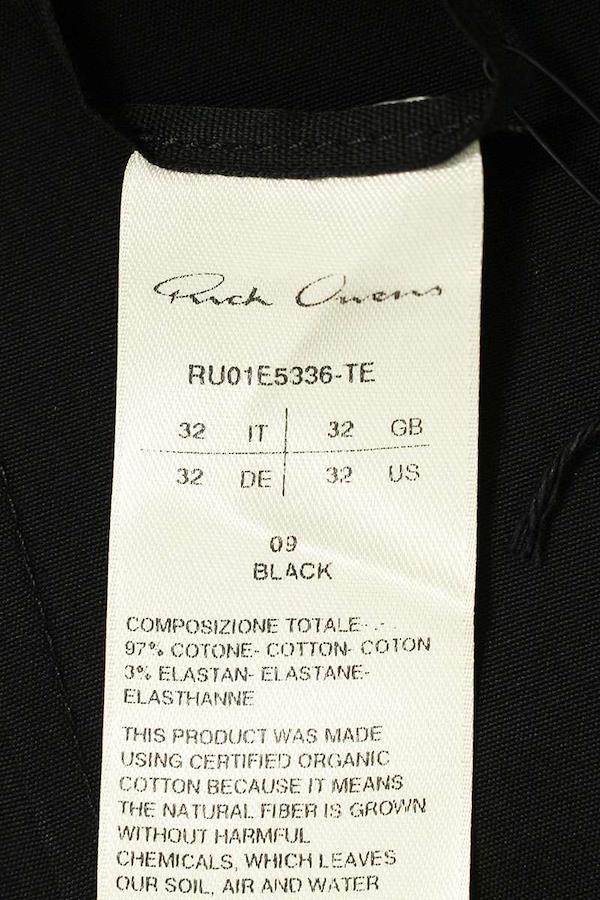 Rick Owens
RU01E5336-TE
32 IT 32 GB
32 DE 32 US
09
BLACK
COMPOSIZIONE TOTALE
97% COTONE- COTTON- COTON
3% ELASTAN- ELASTANE-
ELASTHANNE
THIS PRODUCT WAS MADE
USING CERTIFIED ORGANIC
COTTON BECAUSE IT MEANS
THE NATURAL FIBER IS GROWN
WITHOUT HARMFUL
CHEMICALS, WHICH LEAVES
OUR SOIL, AIR AND WATER